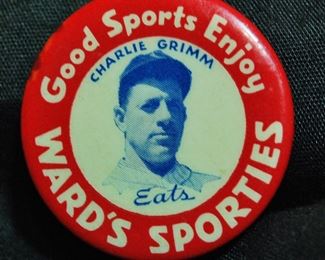 Good Sports Enjoy
CHARLIE GRIMM
Eats
WARD'S SPORTIES